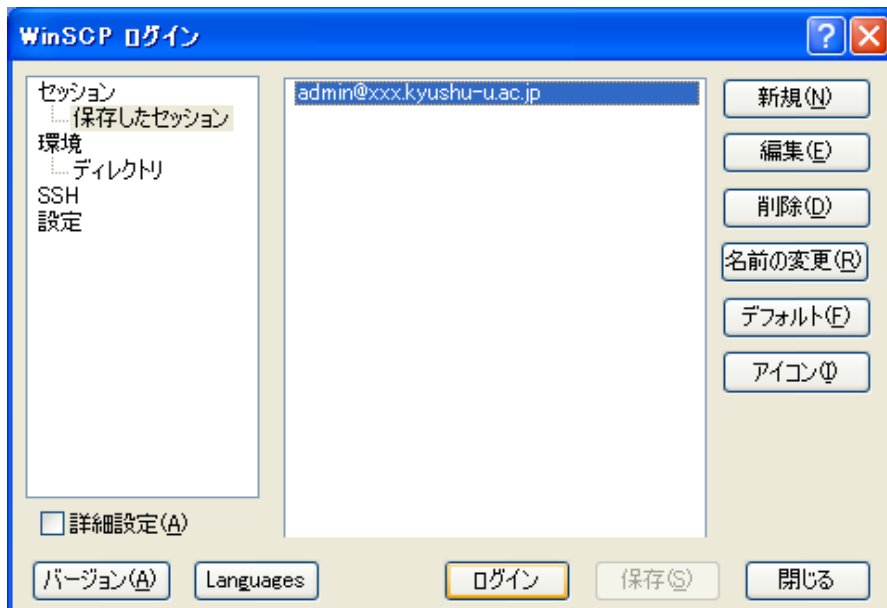 WinSCP ログイン
セッション
保存したセッション
環境
ディレクトリ
SSH
設定
admin@xxx.kyushu-u.ac.jp
新規(N)
編集(E)
削除(D)
名前の変更(R)
デフォルト(F)
アイコン(I)
詳細設定(A)
バージョン(A)
Languages
ログイン
保存(S)
閉じる